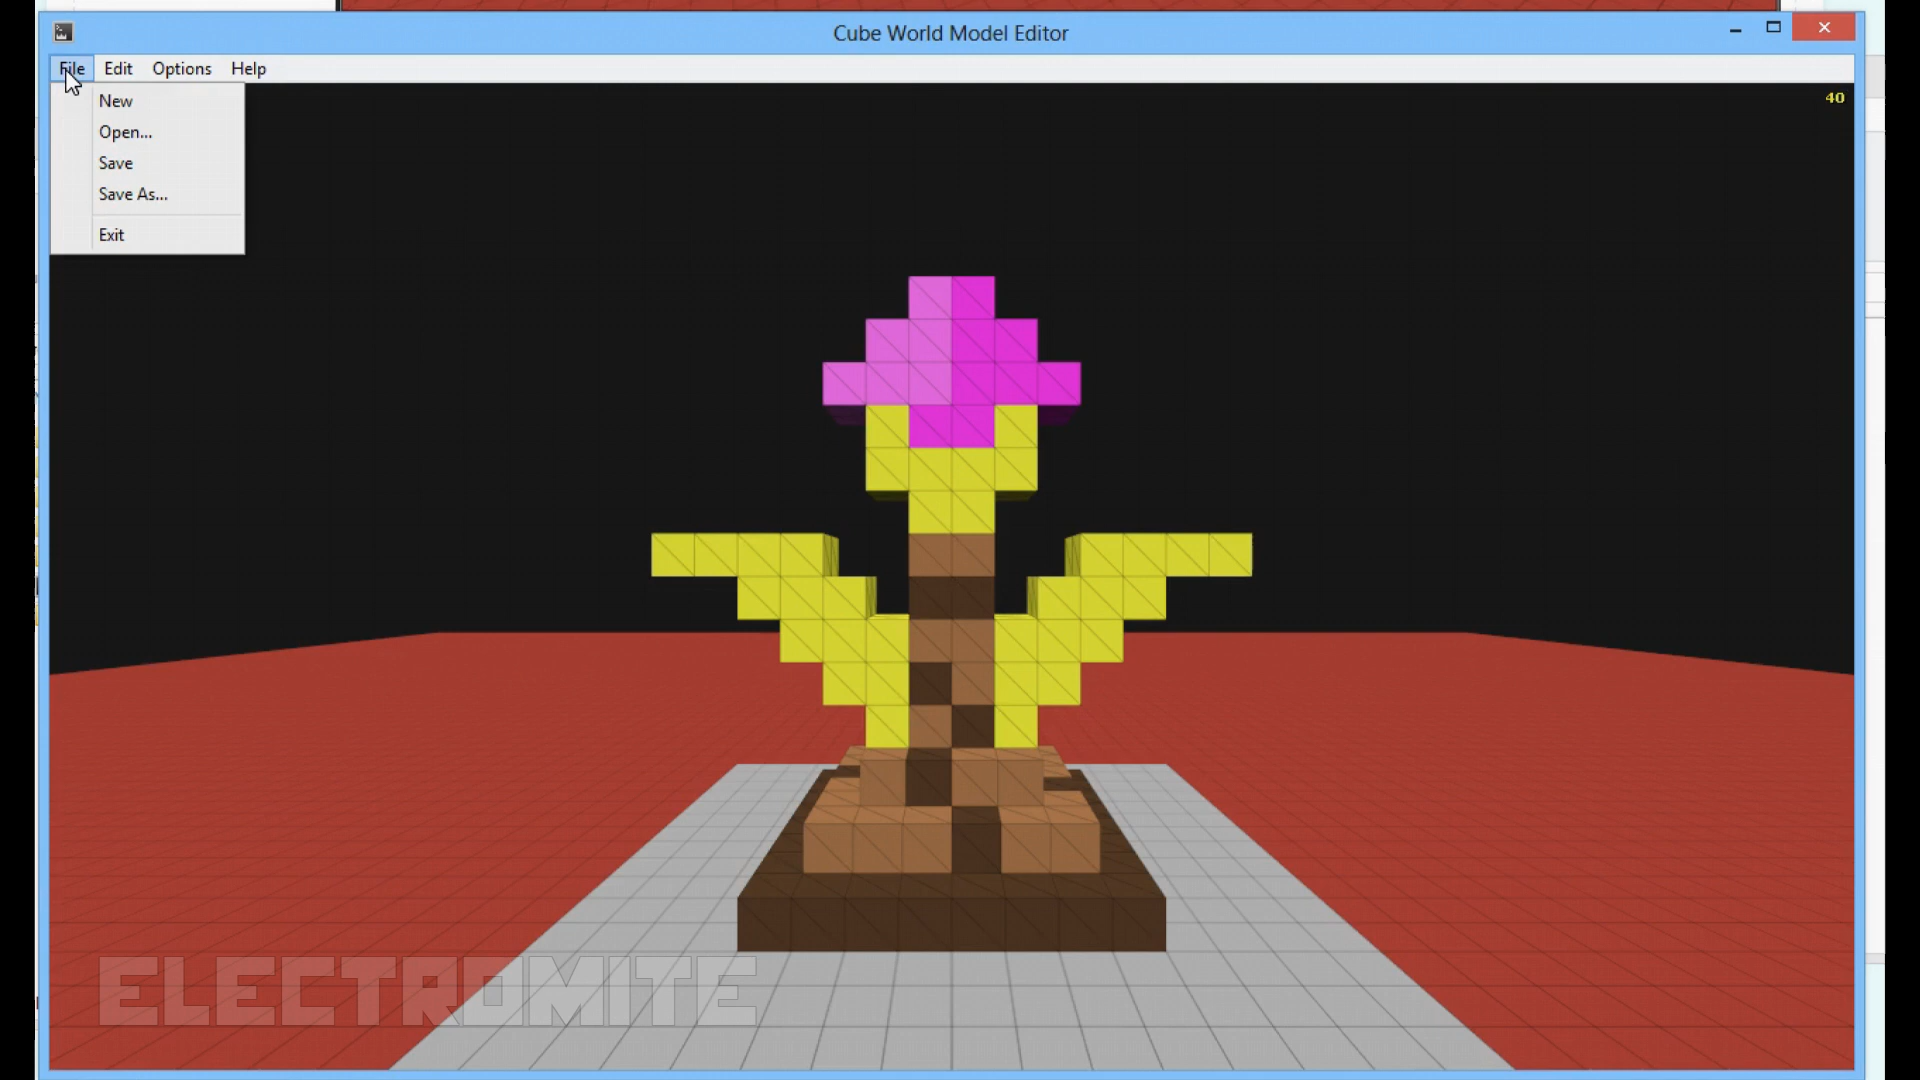 Cube World Model Editor
File Edit Options Help
New
40
Open...
Save
Save As...
Exit
ELECTROMITE